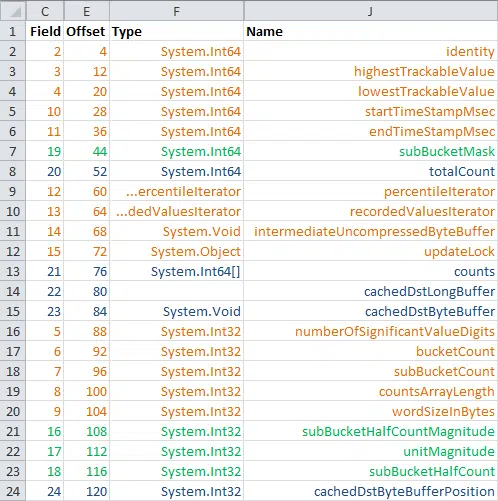 C E F J
1 Field Offset Type Name
2 2 4 System.Int64 identity
3 3 12 System.Int64 highestTrackableValue
4 4 20 System.Int64 lowestTrackableValue
5 10 28 System.Int64 startTimeStampMsec
6 11 36 System.Int64 endTimeStampMsec
7 19 44 System.Int64 subBucketMask
8 20 52 System.Int64 totalCount
9 12 60 ...ercentileIterator percentileIterator
10 13 64 ...dedValuesIterator recordedValuesIterator
11 14 68 System.Void intermediateUncompressedByteBuffer
12 15 72 System.Object updateLock
13 21 76 System.Int64[] counts
14 22 80 cachedDstLongBuffer
15 23 84 System.Void cachedDstByteBuffer
16 5 88 System.Int32 numberOfSignificantValueDigits
17 6 92 System.Int32 bucketCount
18 7 96 System.Int32 subBucketCount
19 8 100 System.Int32 countsArrayLength
20 9 104 System.Int32 wordSizeInBytes
21 16 108 System.Int32 subBucketHalfCountMagnitude
22 17 112 System.Int32 unitMagnitude
23 18 116 System.Int32 subBucketHalfCount
24 24 120 System.Int32 cachedDstByteBufferPosition